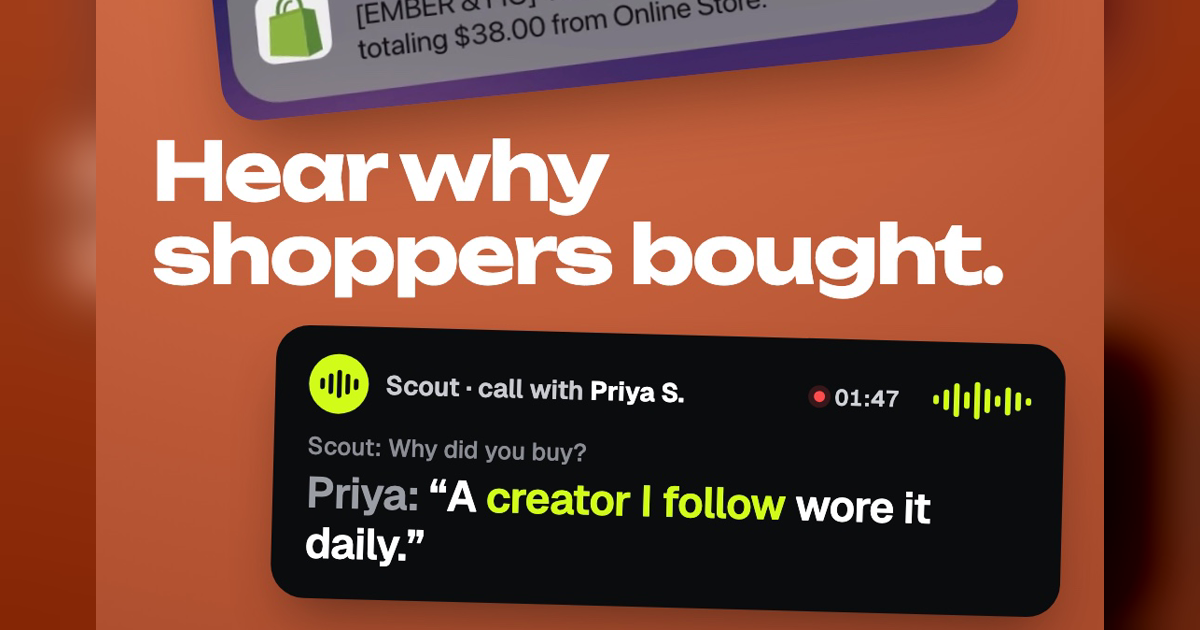 [EMBER &
totaling $38.00 from Online Store.
Hear why
shoppers bought.
Scout · call with Priya S.
01:47
Scout: Why did you buy?
Priya: “A creator I follow wore it
daily.”